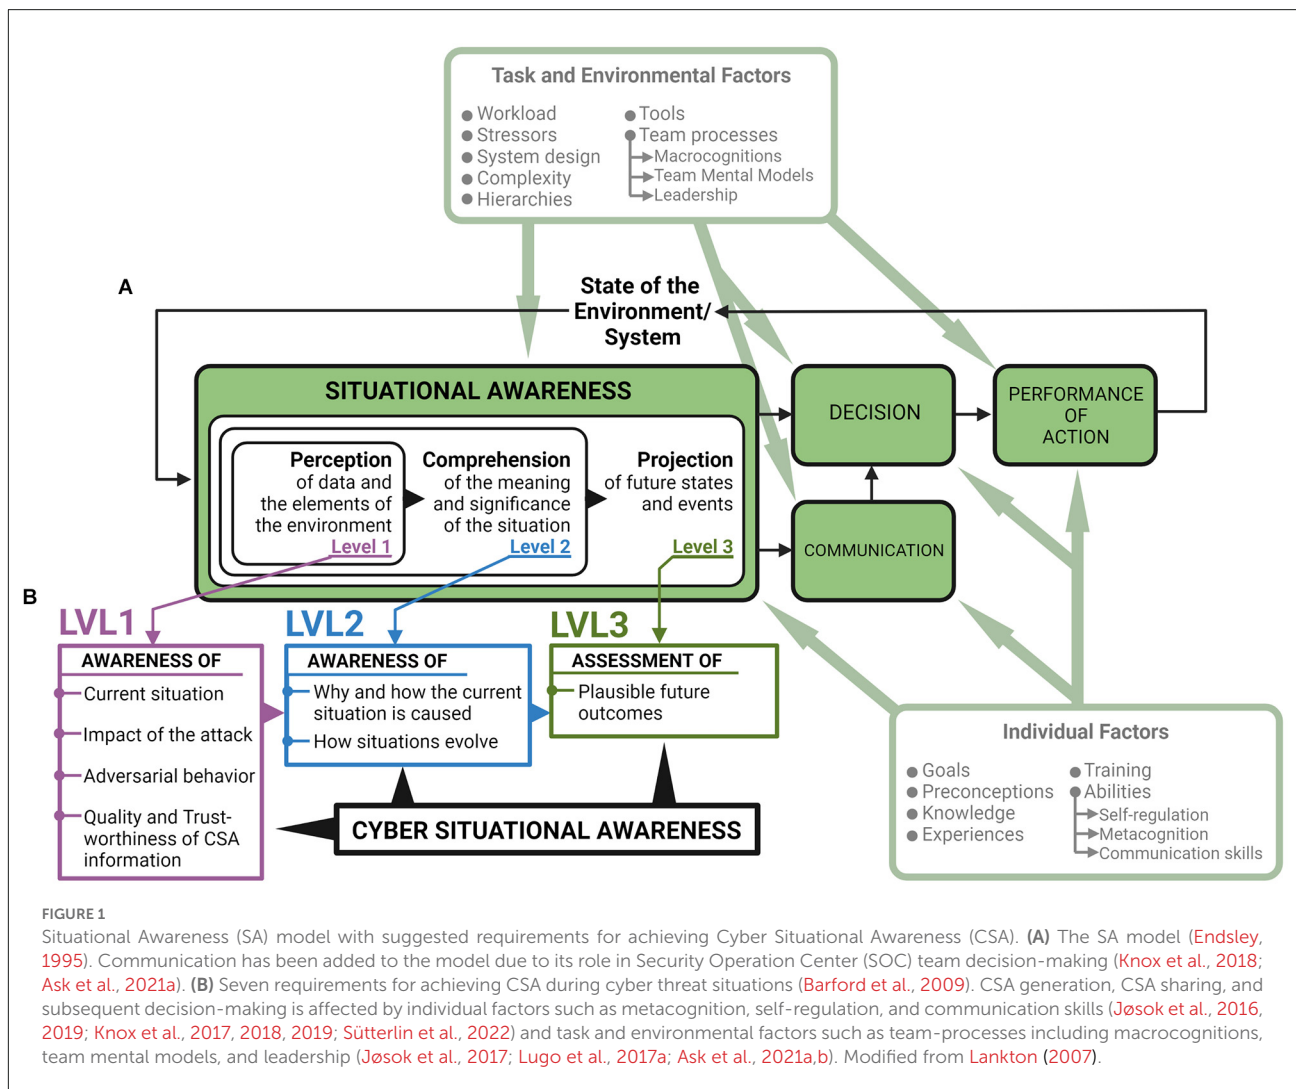 Task and Environmental Factors
Workload
Stressors
System design
Complexity
Hierarchies
Tools
Team processes
Macrocognitions
Team Mental Models
Leadership
A
State of the
Environment/
System
SITUATIONAL AWARENESS
Perception
of data and
the elements of
the environment
Level 1
Comprehension
of the meaning
and significance
of the situation
Level 2
Projection
of future states
and events
Level 3
DECISION
PERFORMANCE
OF
ACTION
COMMUNICATION
B
LVL1
AWARENESS OF
Current situation
Impact of the attack
Adversarial behavior
Quality and Trust-
worthiness of CSA
information
LVL2
AWARENESS OF
Why and how the current
situation is caused
How situations evolve
LVL3
ASSESSMENT OF
Plausible future
outcomes
CYBER SITUATIONAL AWARENESS
Individual Factors
Goals
Preconceptions
Knowledge
Experiences
Training
Abilities
Self-regulation
Metacognition
Communication skills
FIGURE 1
Situational Awareness (SA) model with suggested requirements for achieving Cyber Situational Awareness (CSA). (A) The SA model (Endsley,
1995). Communication has been added to the model due to its role in Security Operation Center (SOC) team decision-making (Knox et al., 2018;
Ask et al., 2021a). (B) Seven requirements for achieving CSA during cyber threat situations (Barford et al., 2009). CSA generation, CSA sharing, and
subsequent decision-making is affected by individual factors such as metacognition, self-regulation, and communication skills (Jøsok et al., 2016,
2019; Knox et al., 2017, 2018, 2019; Sütterlin et al., 2022) and task and environmental factors such as team-processes including macrocognitions,
team mental models, and leadership (Jøsok et al., 2017; Lugo et al., 2017a; Ask et al., 2021a,b). Modified from Lankton (2007).